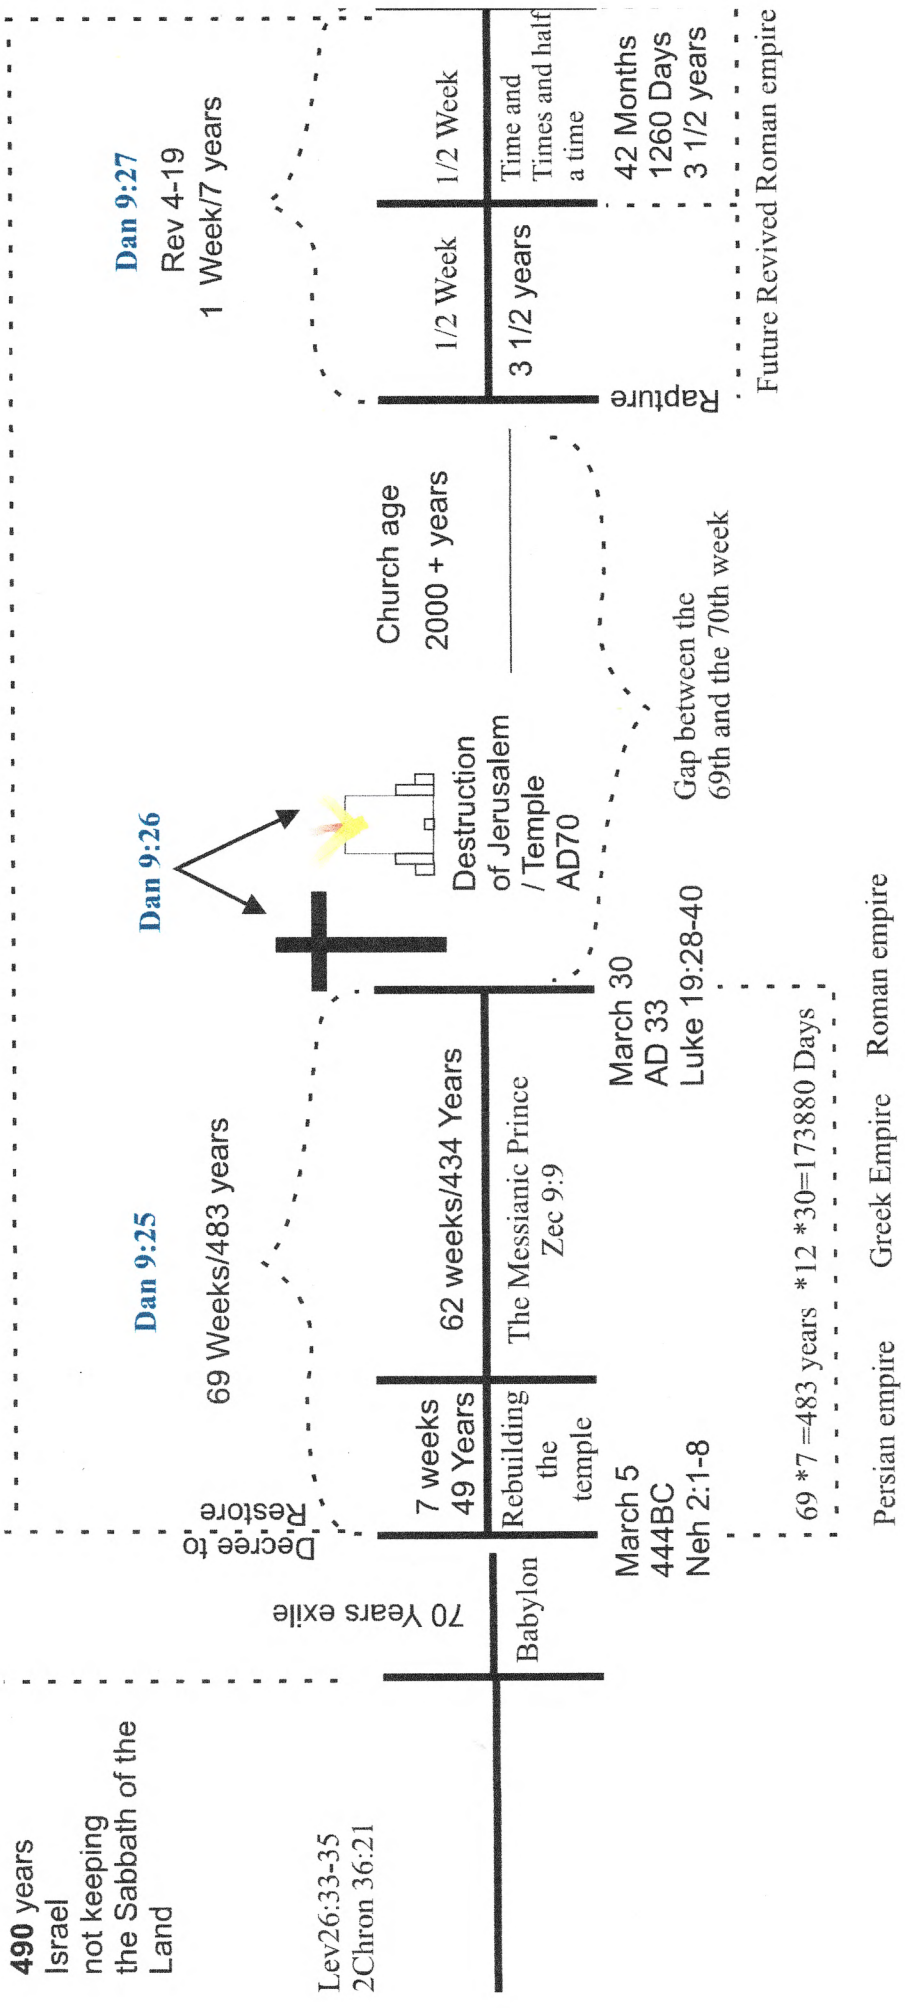 490 years
Israel
not keeping
the Sabbath of the
Land
Lev26:33-35
2Chron 36:21
70 Years exile
Babylon
Decree to
Restore
Dan 9:25
69 Weeks/483 years
7 weeks
49 Years
Rebuilding
the
temple
62 weeks/434 Years
The Messianic Prince
Zec 9:9
March 5
444BC
Neh 2:1-8
March 30
AD 33
Luke 19:28-40
69 *7 =483 years *12 *30=173880 Days
Persian empire
Greek Empire
Roman empire
Dan 9:26
Destruction
of Jerusalem
/ Temple
AD70
Church age
2000 + years
Gap between the
69th and the 70th week
Dan 9:27
Rev 4-19
1 Week/7 years
1/2 Week
1/2 Week
3 1/2 years
Time and
Times and half
a time
Rapture
42 Months
1260 Days
3 1/2 years
Future Revived Roman empire